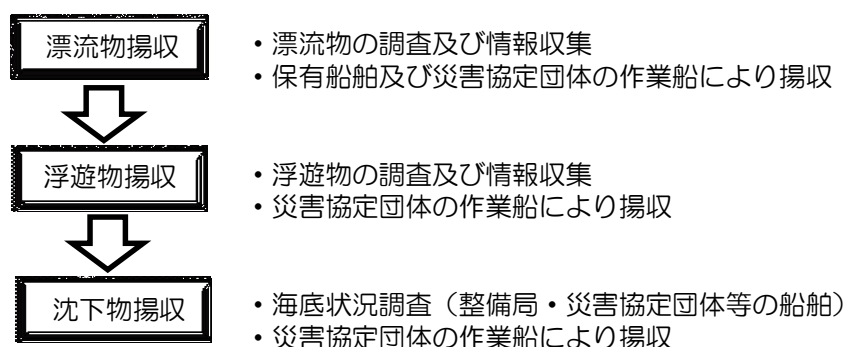 漂流物揚収
・漂流物の調査及び情報収集
・保有船舶及び災害協定団体の作業船により揚収
浮遊物揚収
・浮遊物の調査及び情報収集
・災害協定団体の作業船により揚収
沈下物揚収
・海底状況調査（整備局・災害協定団体等の船舶）
・災害協定団体の作業船により揚収